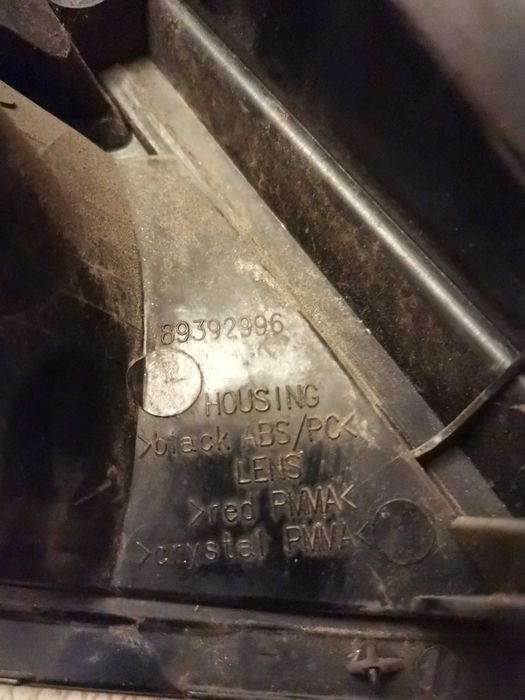 89392996
HOUSING
>black ABS/PC<
LENS
>red PMMA<
>crystal PMMA<